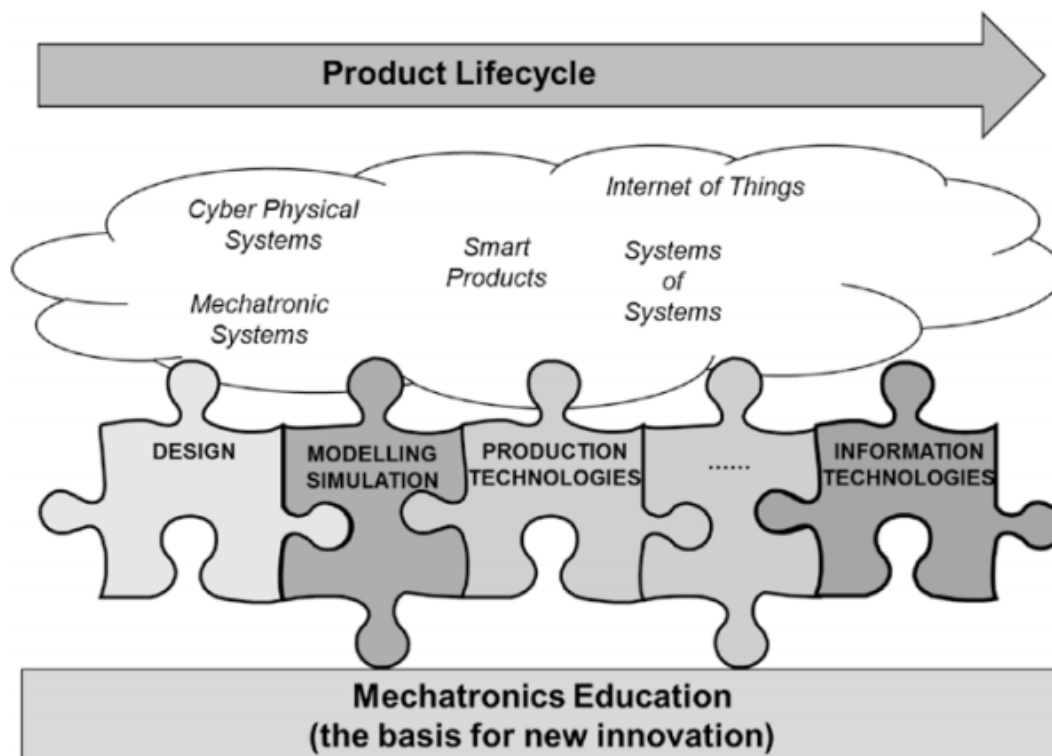 Product Lifecycle
Internet of Things
Cyber Physical
Systems
Smart
Products
Systems
of
Systems
Mechatronic
Systems
DESIGN
MODELLING
SIMULATION
PRODUCTION
TECHNOLOGIES
......
INFORMATION
TECHNOLOGIES
Mechatronics Education
(the basis for new innovation)